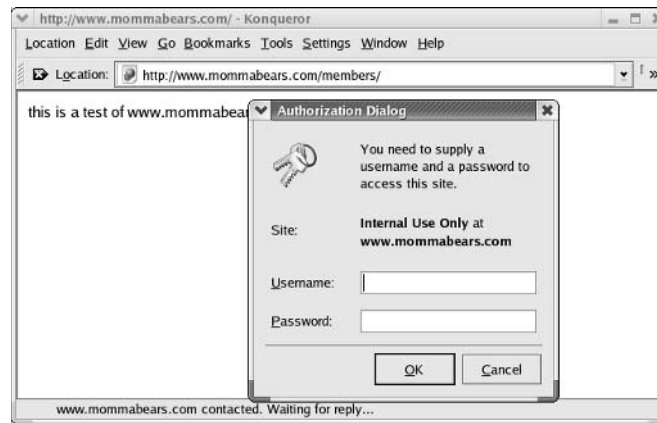 http://www.mommabears.com/ - Konqueror
Location Edit View Go Bookmarks Tools Settings Window Help
Location: http://www.mommabears.com/members/
this is a test of www.mommabear
Authorization Dialog
You need to supply a
username and a password to
access this site.
Site: Internal Use Only at
www.mommabears.com
Username:
Password:
OK Cancel
www.mommabears.com contacted. Waiting for reply...